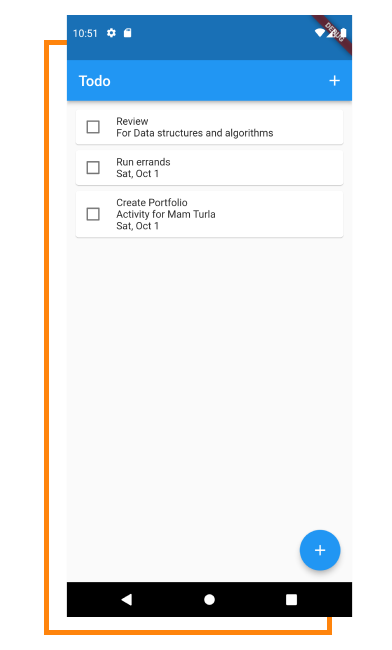 10:51
DEBUG
Todo
Review
For Data structures and algorithms
Run errands
Sat, Oct 1
Create Portfolio
Activity for Mam Turla
Sat, Oct 1